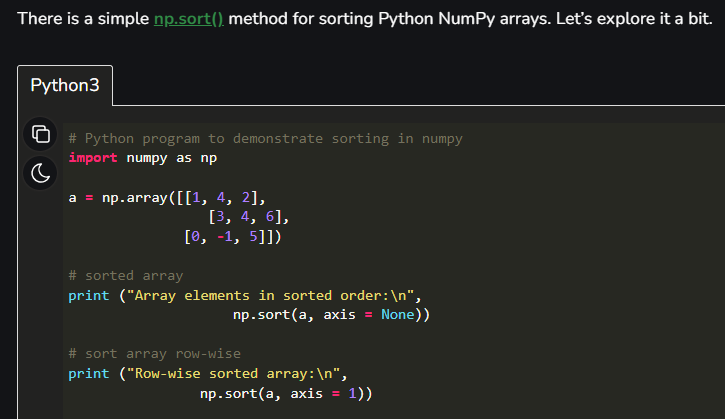 There is a simple np.sort() method for sorting Python NumPy arrays. Let’s explore it a bit.
Python3
# Python program to demonstrate sorting in numpy
import numpy as np
a = np.array([[1, 4, 2],
[3, 4, 6],
[0, -1, 5]])
# sorted array
print ("Array elements in sorted order:\n",
np.sort(a, axis = None))
# sort array row-wise
print ("Row-wise sorted array:\n",
np.sort(a, axis = 1))